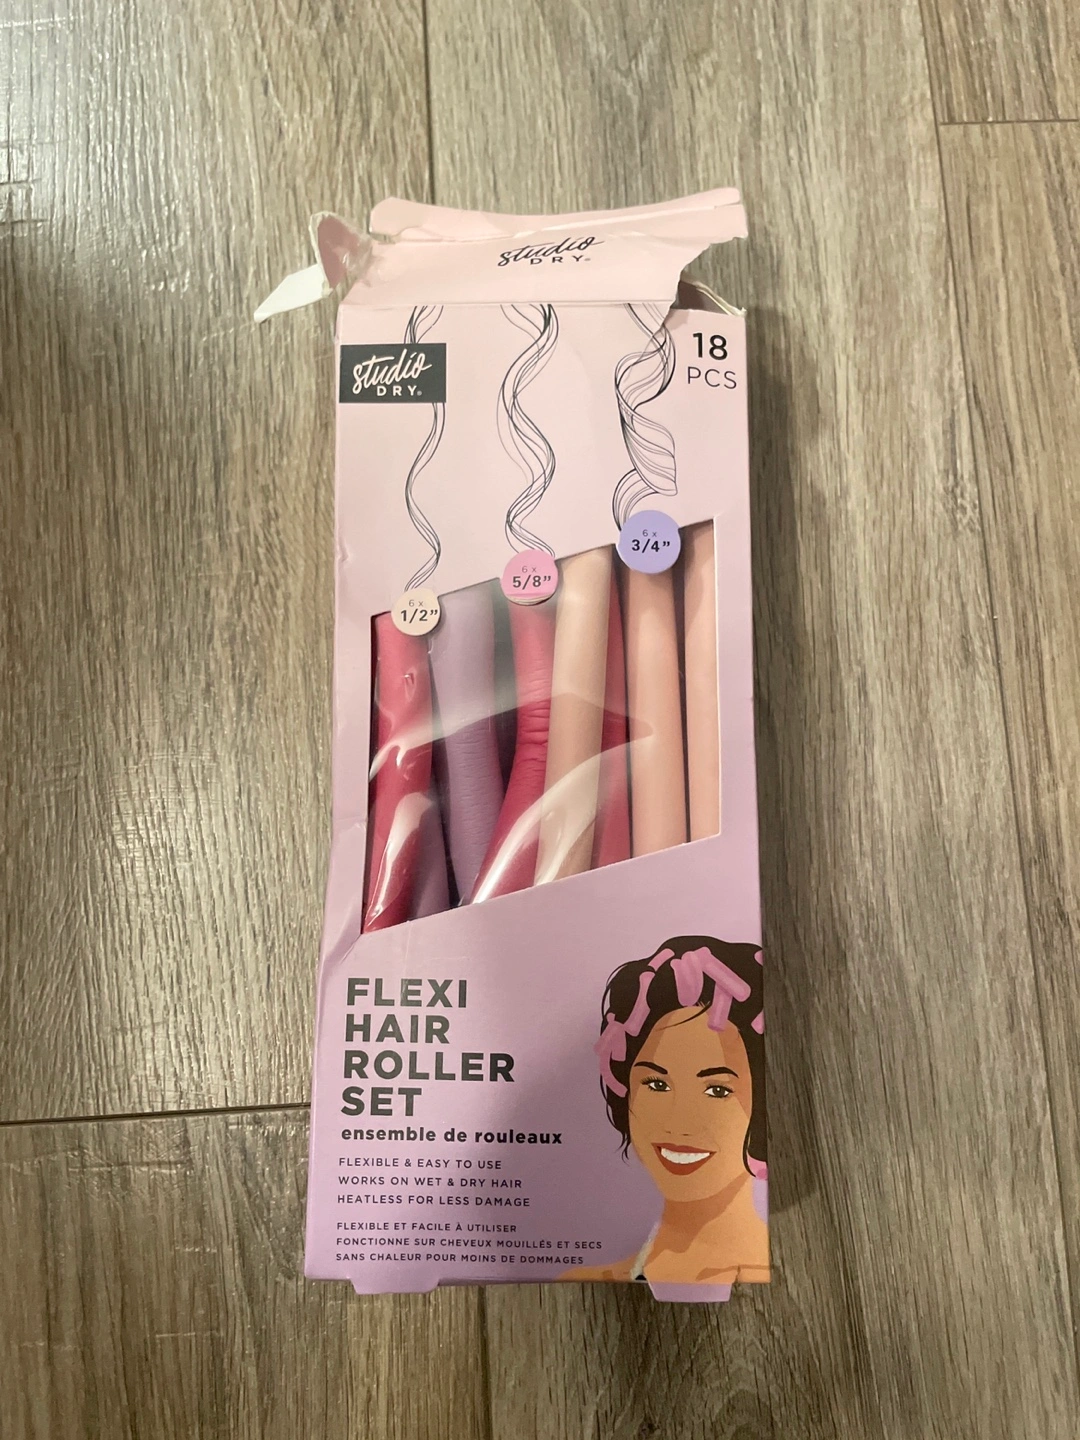 studio
DRY®
studio
DRY®
18
PCS
6 x
3/4"
6 x
5/8"
6 x
1/2"
FLEXI
HAIR
ROLLER
SET
ensemble de rouleaux
FLEXIBLE & EASY TO USE
WORKS ON WET & DRY HAIR
HEATLESS FOR LESS DAMAGE
FLEXIBLE ET FACILE À UTILISER
FONCTIONNE SUR CHEVEUX MOUILLÉS ET SECS
SANS CHALEUR POUR MOINS DE DOMMAGES